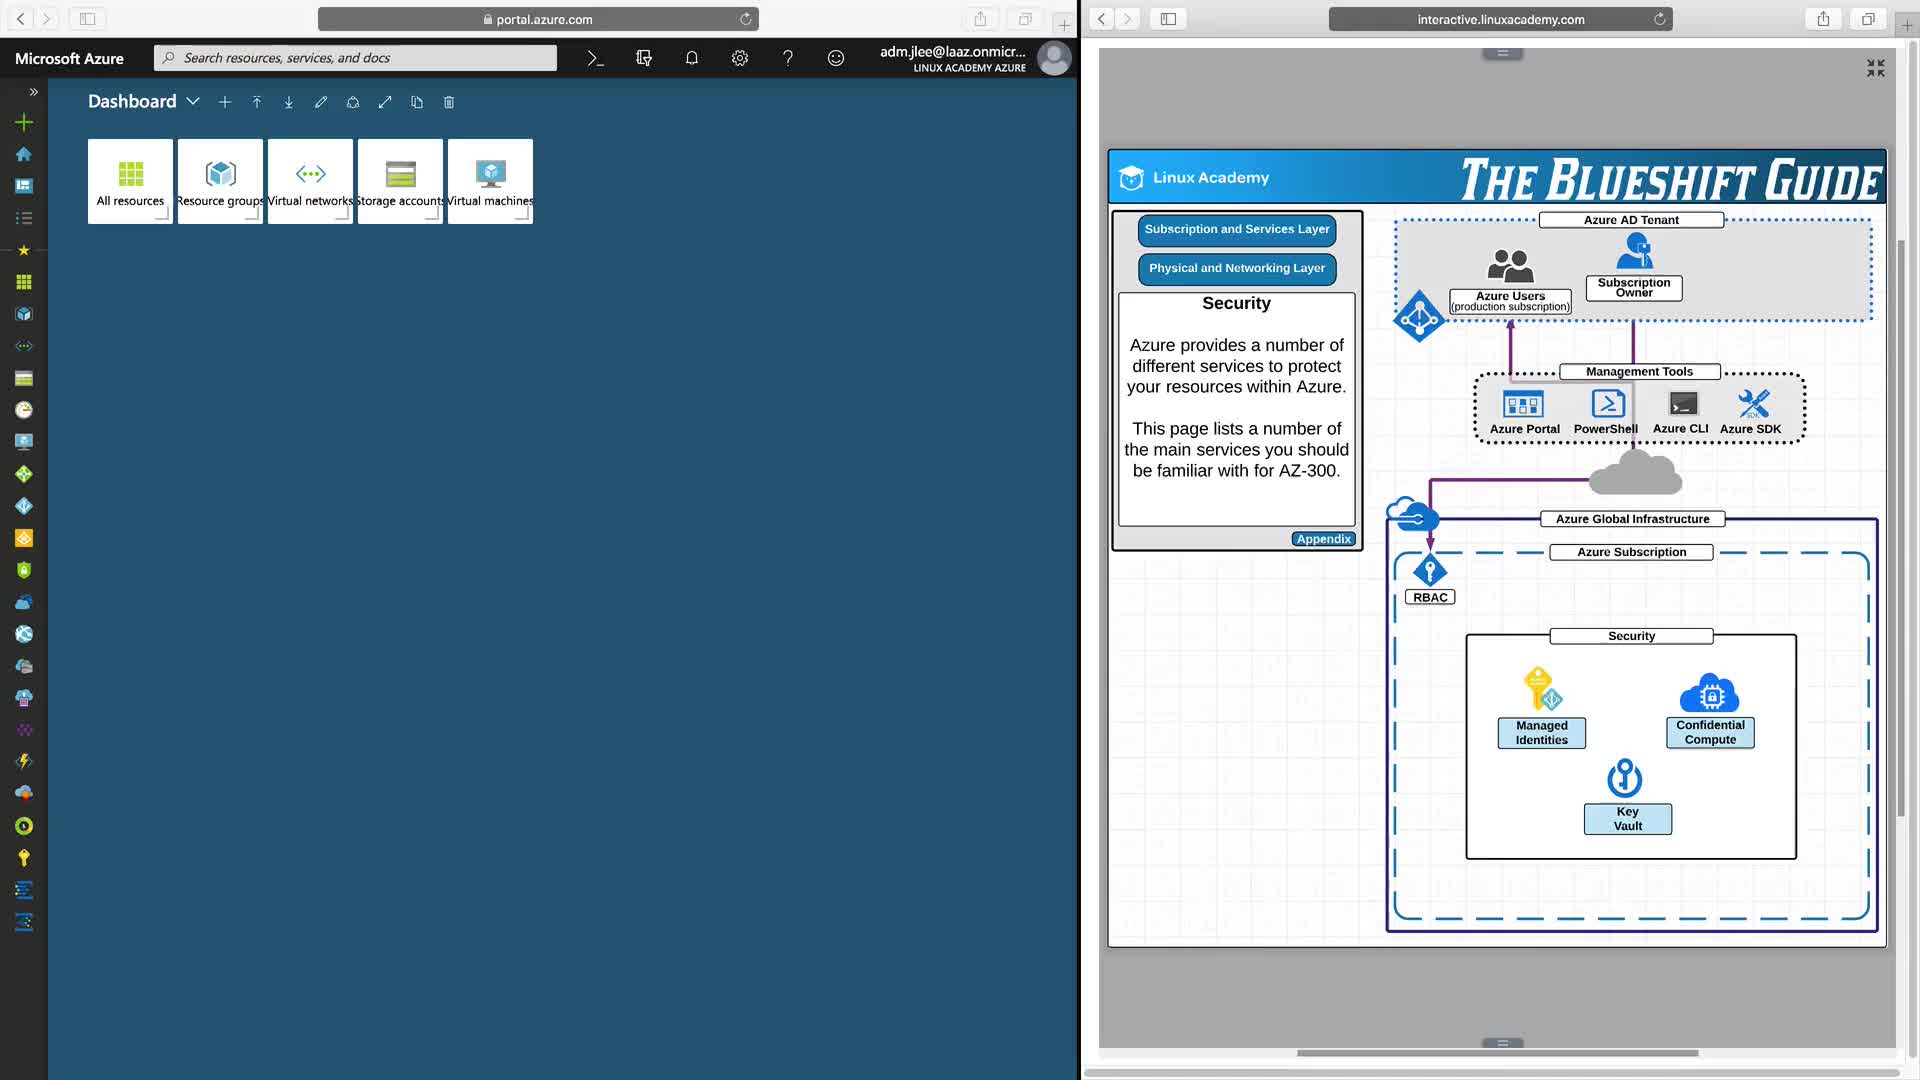 portal.azure.com
Microsoft Azure
Search resources, services, and docs
adm.jlee@laaz.onmicr...
LINUX ACADEMY AZURE
Dashboard
All resources
Resource groups
Virtual networks
Storage accounts
Virtual machines
interactive.linuxacademy.com
Linux Academy
THE BLUESHIFT GUIDE
Subscription and Services Layer
Physical and Networking Layer
Security
Azure provides a number of
different services to protect
your resources within Azure.
This page lists a number of
the main services you should
be familiar with for AZ-300.
Appendix
Azure AD Tenant
Azure Users
(production subscription)
Subscription
Owner
Management Tools
Azure Portal
PowerShell
Azure CLI
SDK
Azure SDK
Azure Global Infrastructure
Azure Subscription
RBAC
Security
Managed
Identities
Confidential
Compute
Key
Vault